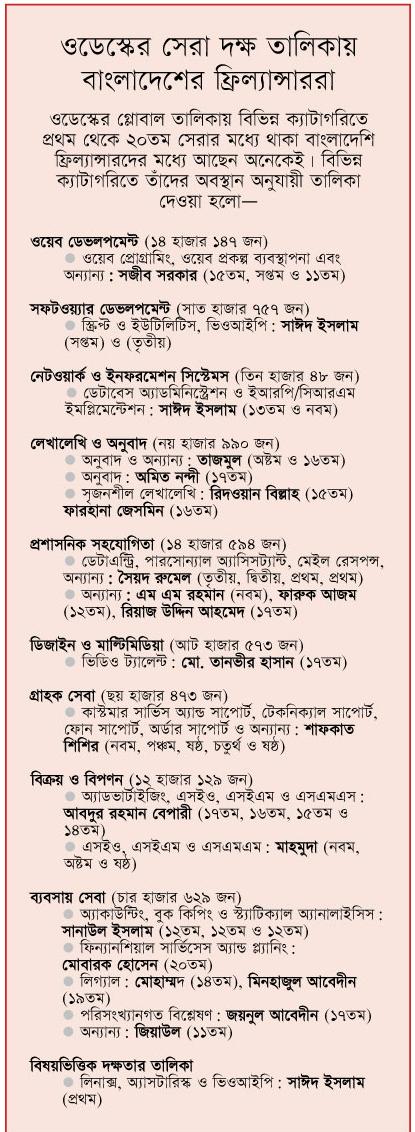 ওডেস্কের সেরা দক্ষ তালিকায়
বাংলাদেশের ফ্রিল্যান্সাররা
ওডেস্কের গ্লোবাল তালিকায় বিভিন্ন ক্যাটাগরিতে
প্রথম থেকে ২০তম সেরার মধ্যে থাকা বাংলাদেশি
ফ্রিল্যান্সারদের মধ্যে আছেন অনেকেই। বিভিন্ন
ক্যাটাগরিতে তাঁদের অবস্থান অনুযায়ী তালিকা
দেওয়া হলো—
ওয়েব ডেভলপমেন্ট (১৪ হাজার ১৪৭ জন)
ওয়েব প্রোগ্রামিং, ওয়েব প্রকল্প ব্যবস্থাপনা এবং
অন্যান্য : সজীব সরকার (১৫তম, সপ্তম ও ১১তম)
সফটওয়্যার ডেভলপমেন্ট (সাত হাজার ৭৫৭ জন)
স্ক্রিপ্ট ও ইউটিলিটিস, ভিওআইপি : সাঈদ ইসলাম
(সপ্তম) ও (তৃতীয়)
নেটওয়ার্ক ও ইনফরমেশন সিস্টেমস (তিন হাজার ৪৮ জন)
ডেটাবেস অ্যাডমিনিস্ট্রেশন ও ইআরপি/সিআরএম
ইমপ্লিমেন্টেশন : সাঈদ ইসলাম (১৩তম ও নবম)
লেখালেখি ও অনুবাদ (নয় হাজার ৯৯০ জন)
অনুবাদ ও অন্যান্য : তাজমুল (অষ্টম ও ১৬তম)
অনুবাদ : অমিত নন্দী (১৭তম)
সৃজনশীল লেখালেখি : রিদওয়ান বিল্লাহ (১৫তম)
ফারহানা জেসমিন (১৬তম)
প্রশাসনিক সহযোগিতা (১৪ হাজার ৫৯৪ জন)
ডেটাএন্ট্রি, পারসোন্যাল অ্যাসিসট্যান্ট, মেইল রেসপন্স,
অন্যান্য : সৈয়দ রুমেল (তৃতীয়, দ্বিতীয়, প্রথম, প্রথম)
অন্যান্য : এম এম রহমান (নবম), ফারুক আজম
(১২তম), রিয়াজ উদ্দিন আহমেদ (১৭তম)
ডিজাইন ও মাল্টিমিডিয়া (আট হাজার ৫৭৩ জন)
ভিডিও ট্যালেন্ট : মো. তানভীর হাসান (১৭তম)
গ্রাহক সেবা (ছয় হাজার ৪৭৩ জন)
কাস্টমার সার্ভিস অ্যান্ড সাপোর্ট, টেকনিক্যাল সাপোর্ট,
ফোন সাপোর্ট, অর্ডার সাপোর্ট ও অন্যান্য : শাফকাত
শিশির (নবম, পঞ্চম, ষষ্ঠ, চতুর্থ ও ষষ্ঠ)
বিক্রয় ও বিপণন (১২ হাজার ১২৯ জন)
অ্যাডভার্টাইজিং, এসইও, এসইএম ও এসএমএস :
আবদুর রহমান বেপারী (১৭তম, ১৬তম, ১৫তম ও
১৪তম)
এসইও, এসইএম ও এসএমএম : মাহমুদা (নবম,
অষ্টম ও ষষ্ঠ)
ব্যবসায় সেবা (চার হাজার ৬২৯ জন)
অ্যাকাউন্টিং, বুক কিপিং ও স্ট্যাটিক্যাল অ্যানালাইসিস :
সানাউল ইসলাম (১২তম, ১২তম ও ১২তম)
ফিন্যানশিয়াল সার্ভিসেস অ্যান্ড প্ল্যানিং :
মোবারক হোসেন (২০তম)
লিগ্যাল : মোহাম্মদ (১৪তম), মিনহাজুল আবেদীন
(১৯তম)
পরিসংখ্যানগত বিশ্লেষণ : জয়নুল আবেদীন (১৭তম)
অন্যান্য : জিয়াউল (১১তম)
বিষয়ভিত্তিক দক্ষতার তালিকা
লিনাক্স, অ্যাসটারিস্ক ও ভিওআইপি : সাঈদ ইসলাম
(প্রথম)